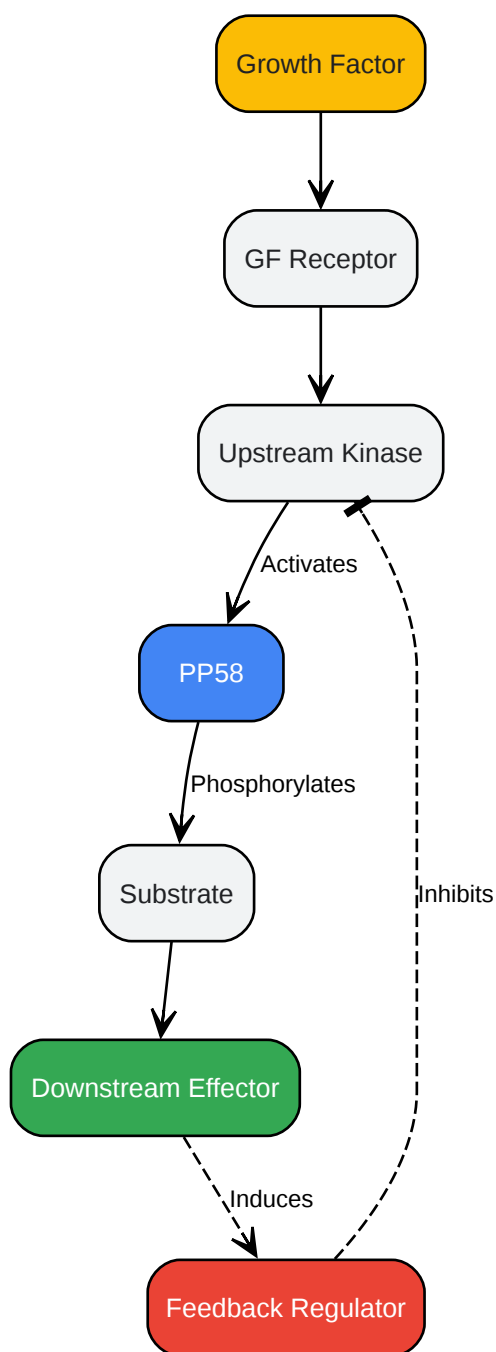 Growth Factor
GF Receptor
Upstream Kinase
Activates
PP58
Phosphorylates
Substrate
Inhibits
Downstream Effector
Induces
Feedback Regulator